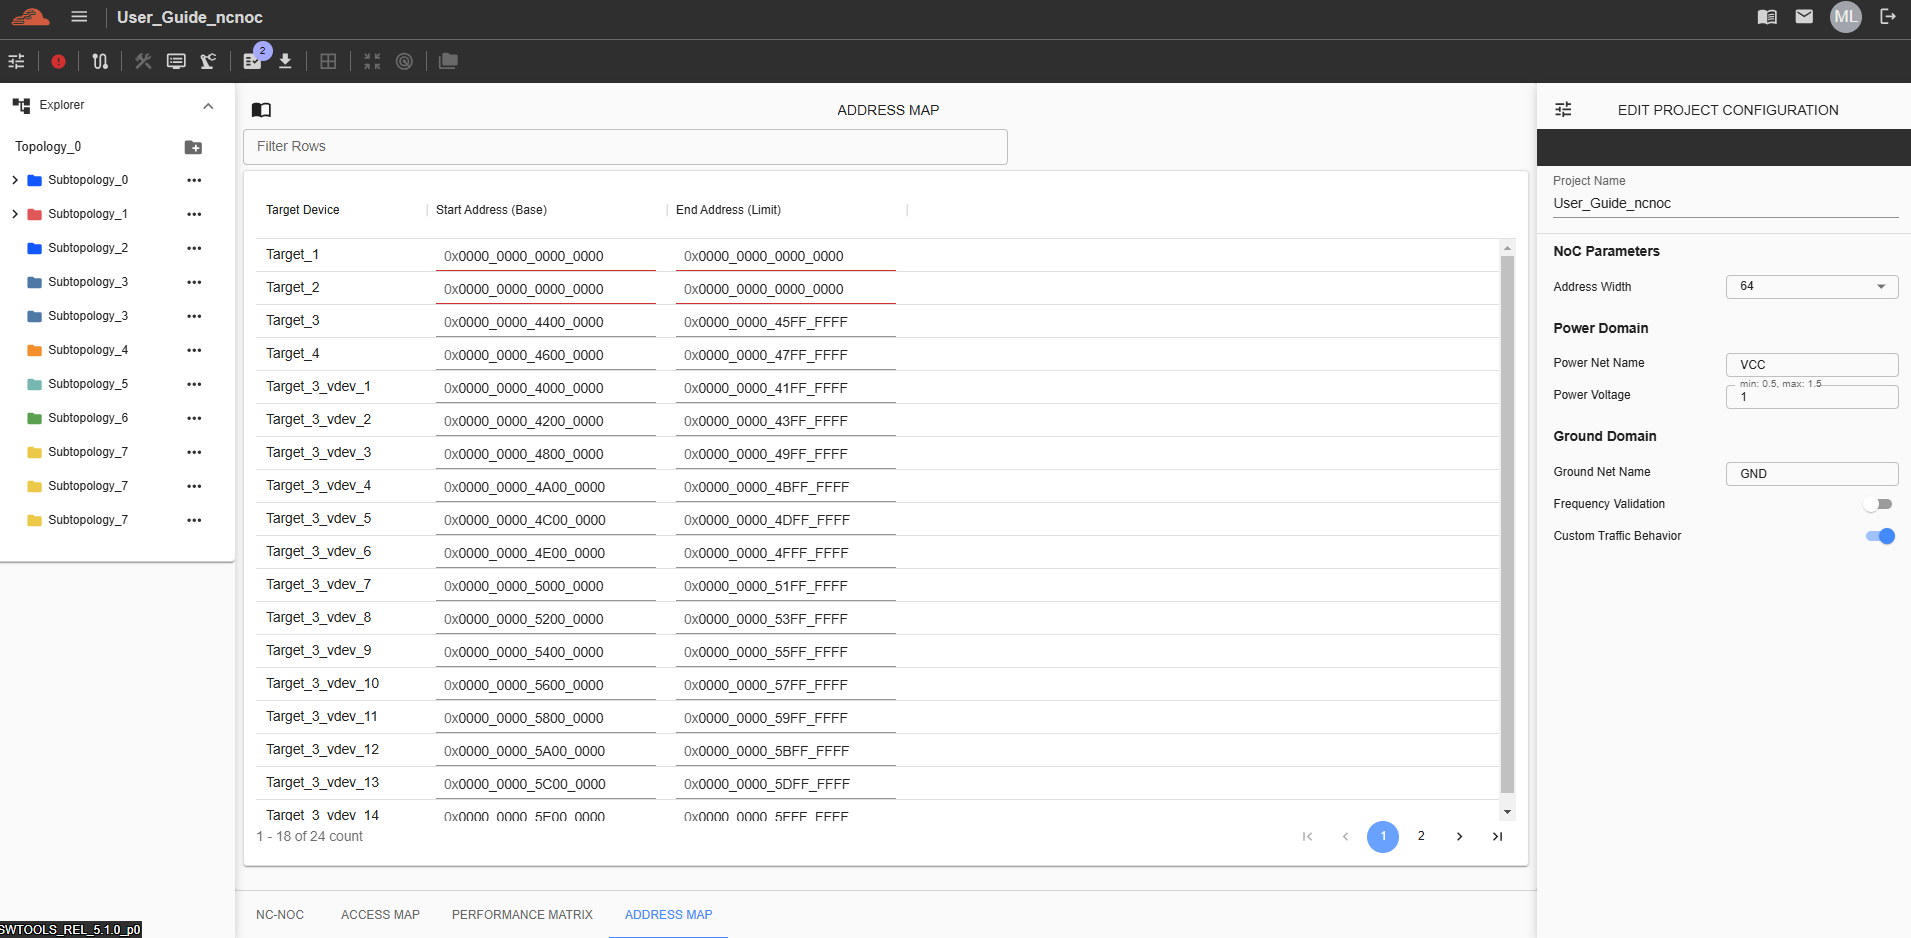 User_Guide_ncnoc
ML
2
Explorer
Topology_0
Subtopology_0
Subtopology_1
Subtopology_2
Subtopology_3
Subtopology_3
Subtopology_4
Subtopology_5
Subtopology_6
Subtopology_7
Subtopology_7
Subtopology_7
SWTOOLS_REL_5.1.0_p0
ADDRESS MAP
Filter Rows
Target Device Start Address (Base) End Address (Limit)
Target_1 0x0000_0000_0000_0000 0x0000_0000_0000_0000
Target_2 0x0000_0000_0000_0000 0x0000_0000_0000_0000
Target_3 0x0000_0000_4400_0000 0x0000_0000_45FF_FFFF
Target_4 0x0000_0000_4600_0000 0x0000_0000_47FF_FFFF
Target_3_vdev_1 0x0000_0000_4000_0000 0x0000_0000_41FF_FFFF
Target_3_vdev_2 0x0000_0000_4200_0000 0x0000_0000_43FF_FFFF
Target_3_vdev_3 0x0000_0000_4800_0000 0x0000_0000_49FF_FFFF
Target_3_vdev_4 0x0000_0000_4A00_0000 0x0000_0000_4BFF_FFFF
Target_3_vdev_5 0x0000_0000_4C00_0000 0x0000_0000_4DFF_FFFF
Target_3_vdev_6 0x0000_0000_4E00_0000 0x0000_0000_4FFF_FFFF
Target_3_vdev_7 0x0000_0000_5000_0000 0x0000_0000_51FF_FFFF
Target_3_vdev_8 0x0000_0000_5200_0000 0x0000_0000_53FF_FFFF
Target_3_vdev_9 0x0000_0000_5400_0000 0x0000_0000_55FF_FFFF
Target_3_vdev_10 0x0000_0000_5600_0000 0x0000_0000_57FF_FFFF
Target_3_vdev_11 0x0000_0000_5800_0000 0x0000_0000_59FF_FFFF
Target_3_vdev_12 0x0000_0000_5A00_0000 0x0000_0000_5BFF_FFFF
Target_3_vdev_13 0x0000_0000_5C00_0000 0x0000_0000_5DFF_FFFF
Target_3_vdev_14 0x0000_0000_5E00_0000 0x0000_0000_5FFF_FFFF
1 - 18 of 24 count
1 2
NC-NOC ACCESS MAP PERFORMANCE MATRIX ADDRESS MAP
EDIT PROJECT CONFIGURATION
Project Name
User_Guide_ncnoc
NoC Parameters
Address Width 64
Power Domain
Power Net Name VCC
min: 0.5, max: 1.5
Power Voltage 1
Ground Domain
Ground Net Name GND
Frequency Validation
Custom Traffic Behavior